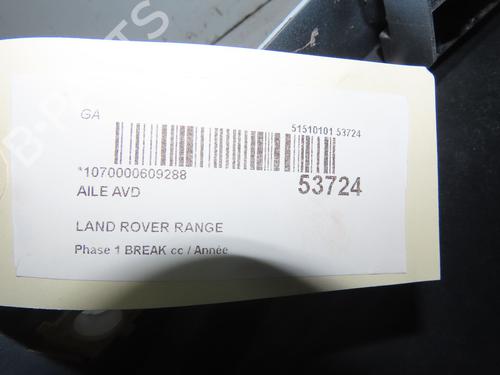 GA
51510101 53724
*1070000609288
53724
AILE AVD
LAND ROVER RANGE
Phase 1 BREAK cc / Année
B-PARTS